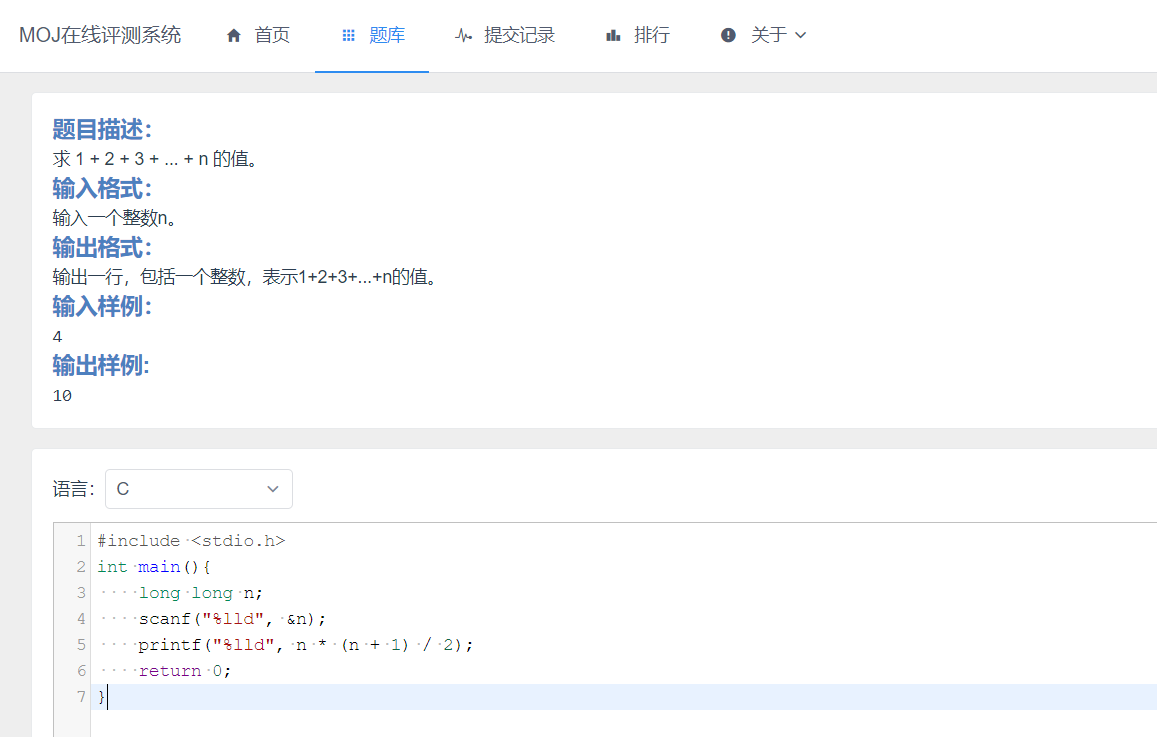 MOJ在线评测系统 首页 题库 提交记录 排行 关于
题目描述：
求 1 + 2 + 3 + ... + n 的值。
输入格式：
输入一个整数n。
输出格式：
输出一行，包括一个整数，表示1+2+3+...+n的值。
输入样例：
4
输出样例：
10
语言： C
1 #include <stdio.h>
2 int main(){
3     long long n;
4     scanf("%lld", &n);
5     printf("%lld", n * (n + 1) / 2);
6     return 0;
7 }